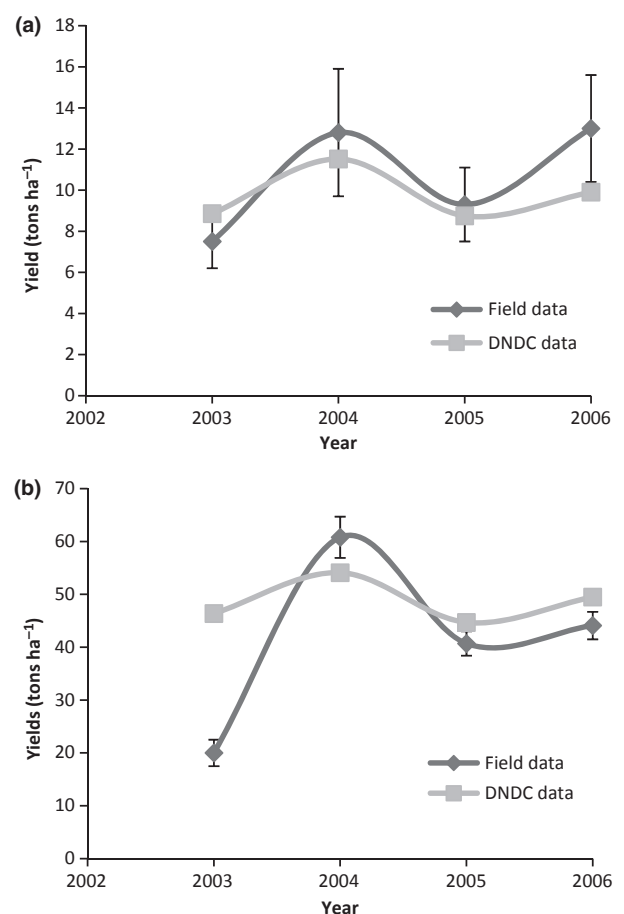 (a)
18
16
14
12
10
8
6
4
2
0
Yield (tons ha⁻¹)
Field data
DNDC data
2002 2003 2004 2005 2006
Year
(b)
70
60
50
40
30
20
10
0
Yields (tons ha⁻¹)
Field data
DNDC data
2002 2003 2004 2005 2006
Year